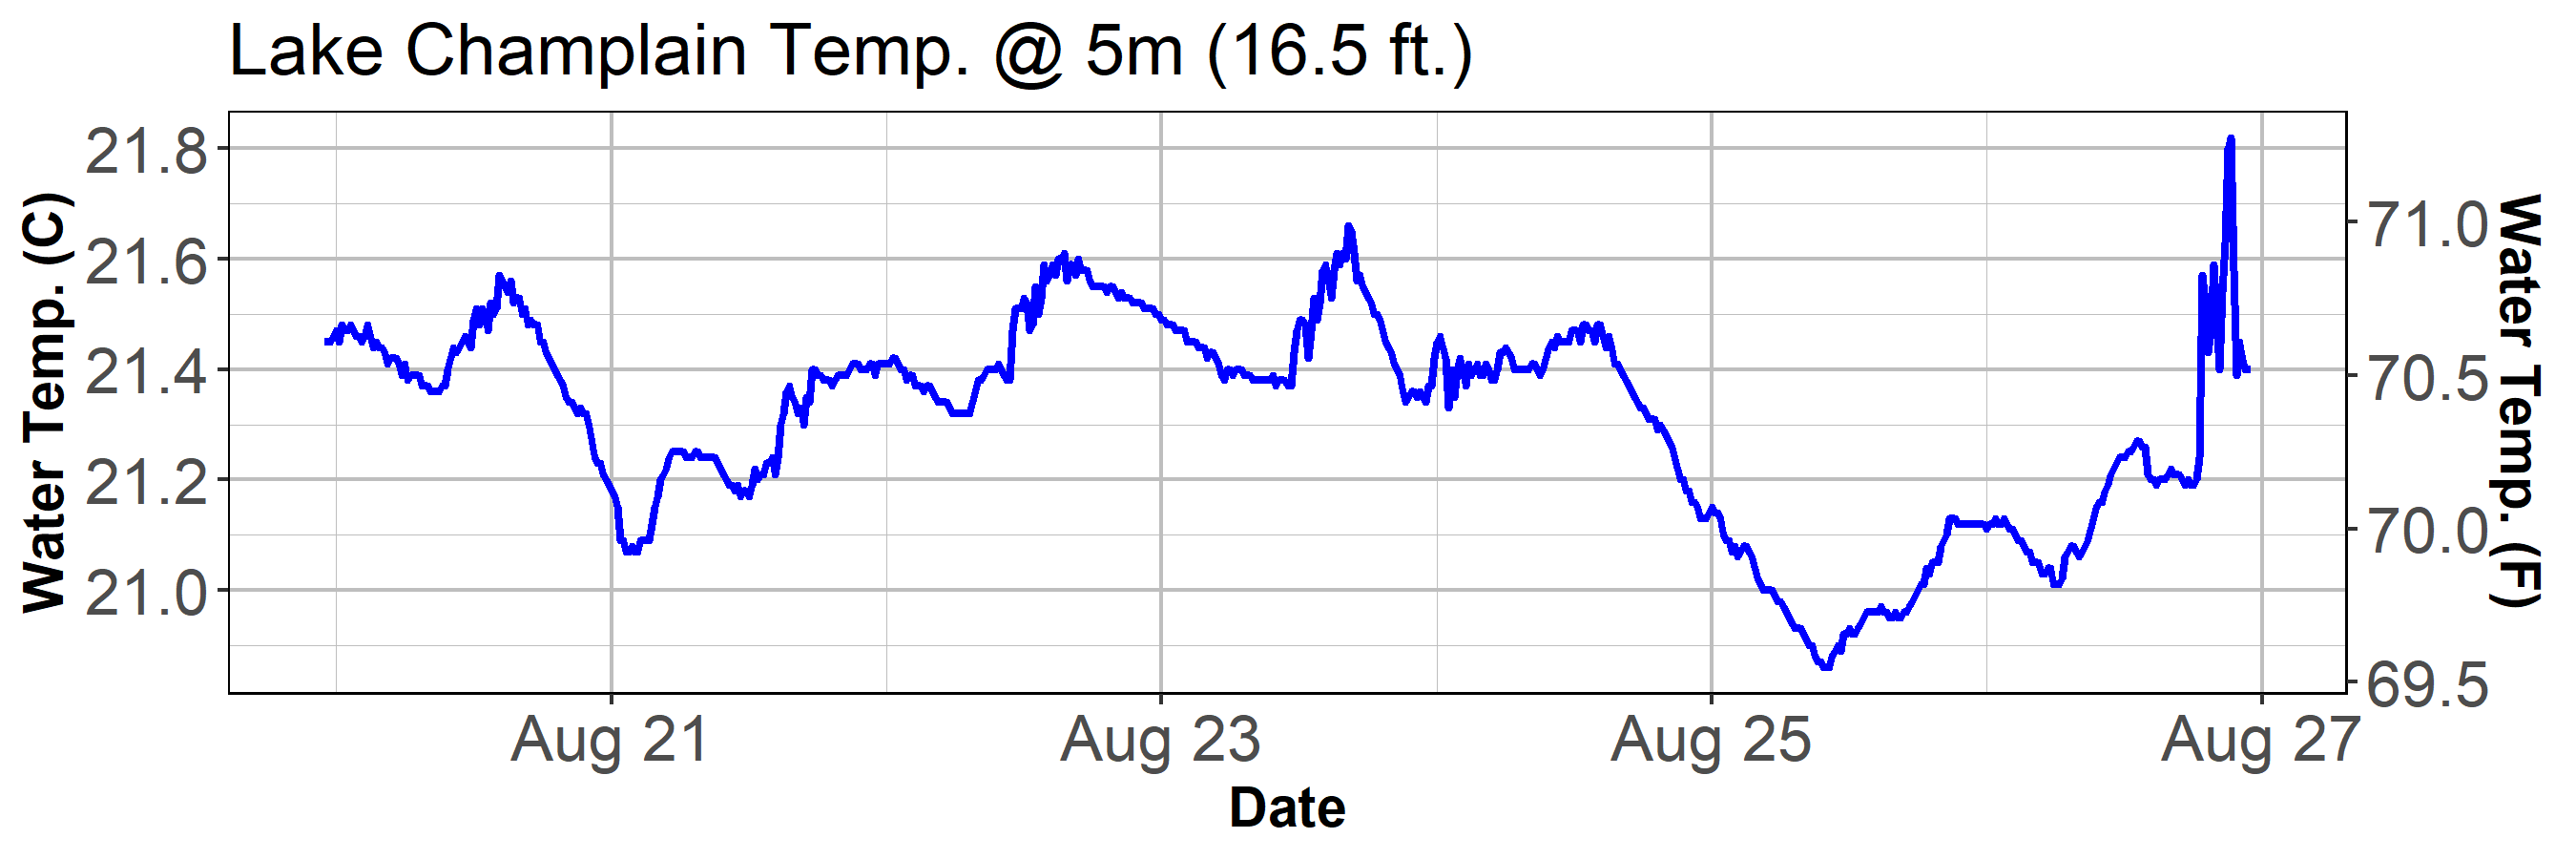 Lake Champlain Temp. @ 5m (16.5 ft.)
Water Temp. (C)
21.8
21.6
21.4
21.2
21.0
71.0
70.5
70.0
69.5
Water Temp. (F)
Aug 21 Aug 23 Aug 25 Aug 27
Date